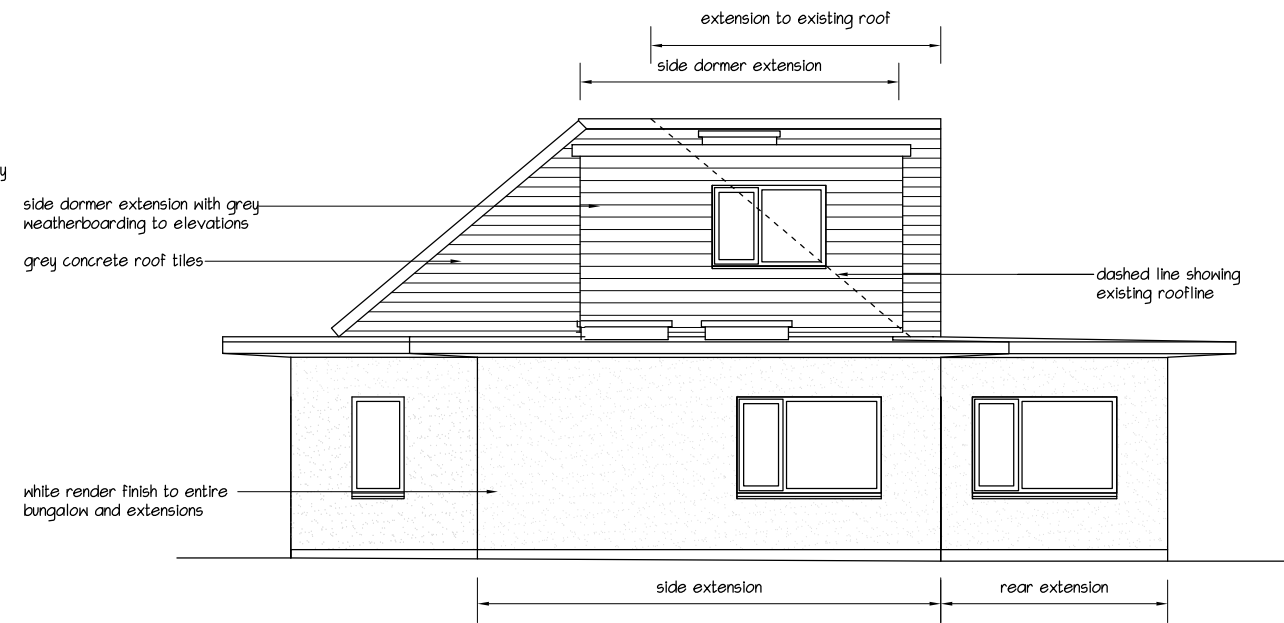 extension to existing roof
side dormer extension
y
side dormer extension with grey
weatherboarding to elevations
grey concrete roof tiles
dashed line showing
existing roofline
white render finish to entire
bungalow and extensions
side extension
rear extension